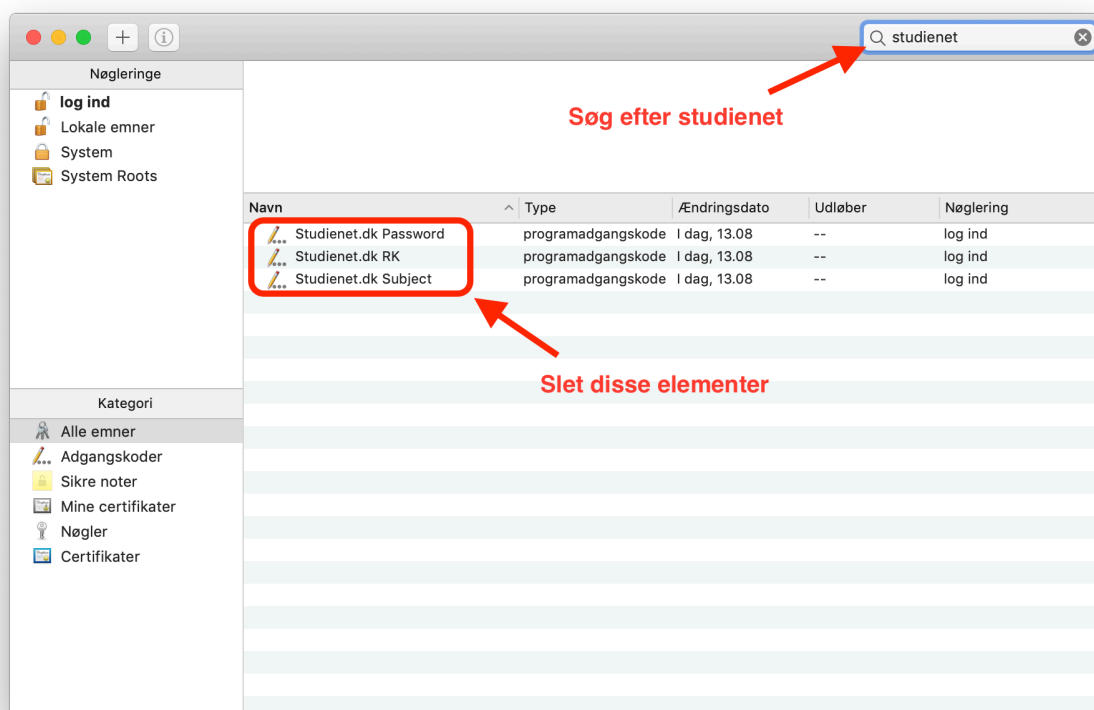 studienet
Nøgleringe
log ind
Lokale emner
System
System Roots
Søg efter studienet
Navn Type Ændringsdato Udløber Nøglering
Studienet.dk Password programadgangskode I dag, 13.08 -- log ind
Studienet.dk RK programadgangskode I dag, 13.08 -- log ind
Studienet.dk Subject programadgangskode I dag, 13.08 -- log ind
Slet disse elementer
Kategori
Alle emner
Adgangskoder
Sikre noter
Mine certifikater
Nøgler
Certifikater